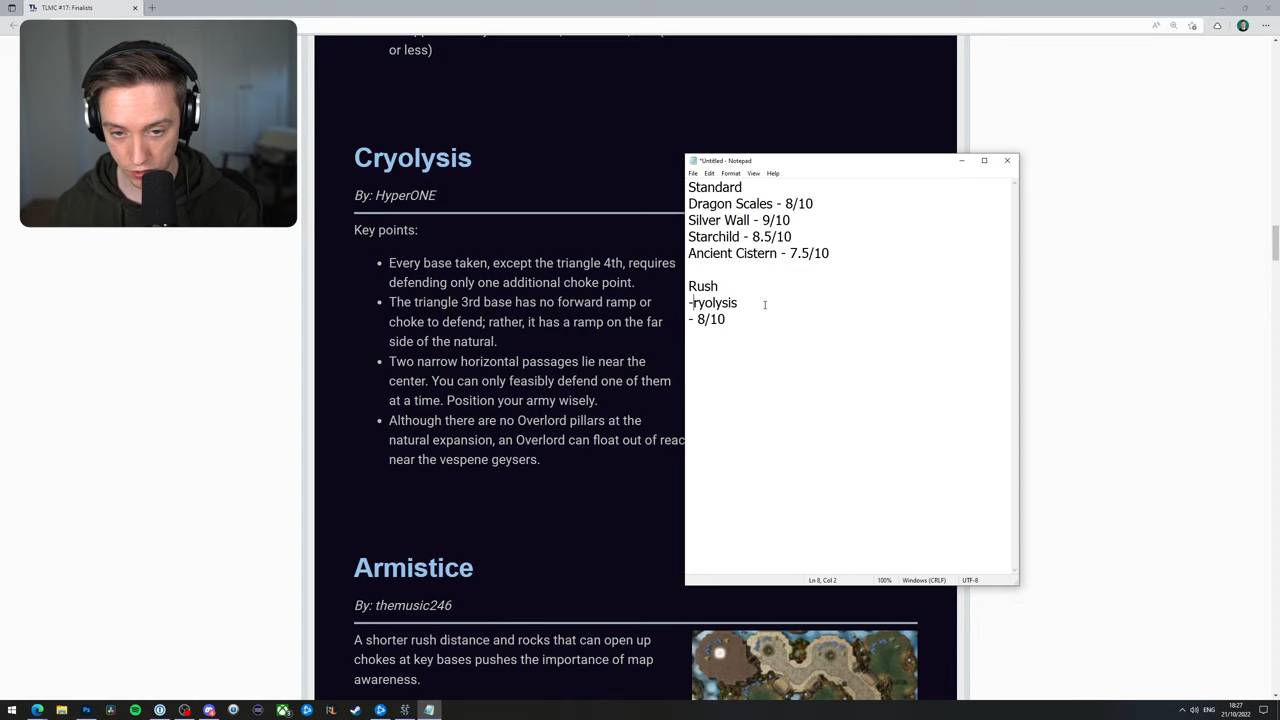 TLMC #17: Finalists
or less)
Cryolysis
By: HyperONE
Key points:
Every base taken, except the triangle 4th, requires
defending only one additional choke point.
The triangle 3rd base has no forward ramp or
choke to defend; rather, it has a ramp on the far
side of the natural.
Two narrow horizontal passages lie near the
center. You can only feasibly defend one of them
at a time. Position your army wisely.
Although there are no Overlord pillars at the
natural expansion, an Overlord can float out of reac
near the vespene geysers.
Armistice
By: themusic246
A shorter rush distance and rocks that can open up
chokes at key bases pushes the importance of map
awareness.
*Untitled - Notepad
File Edit Format View Help
Standard
Dragon Scales - 8/10
Silver Wall - 9/10
Starchild - 8.5/10
Ancient Cistern - 7.5/10
Rush
-ryolysis
- 8/10
Ln 8, Col 2 100% Windows (CRLF) UTF-8
ENG
18:27
21/10/2022